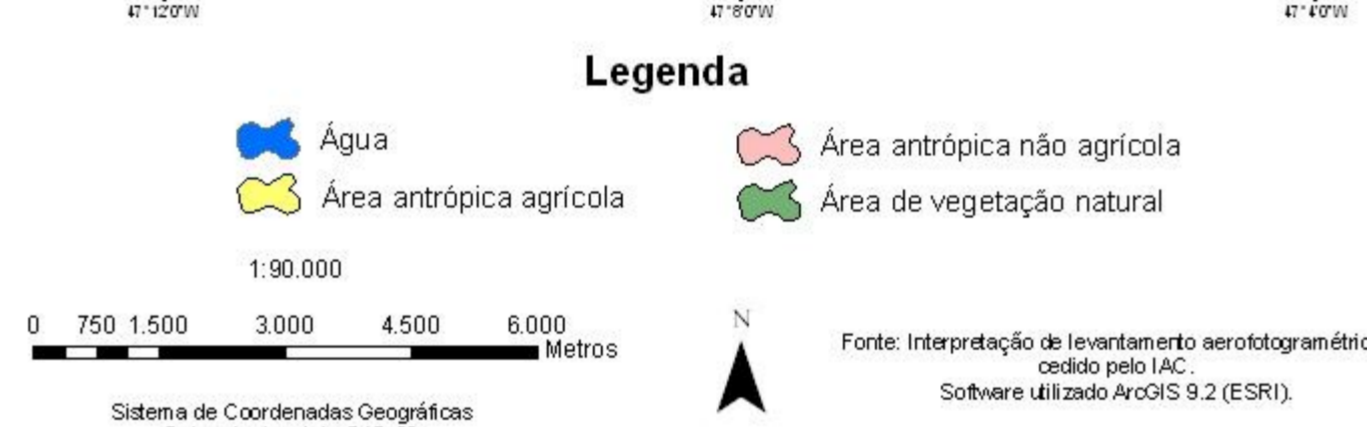 47°12'0"W 47°8'0"W 47°4'0"W
Legenda
Água
Área antrópica não agrícola
Área antrópica agrícola
Área de vegetação natural
1:90.000
0 750 1.500 3.000 4.500 6.000
Metros
N
Fonte: Interpretação de levantamento aerofotogramétric
cedido pelo IAC.
Software utilizado ArcGIS 9.2 (ESRI).
Sistema de Coordenadas Geográficas